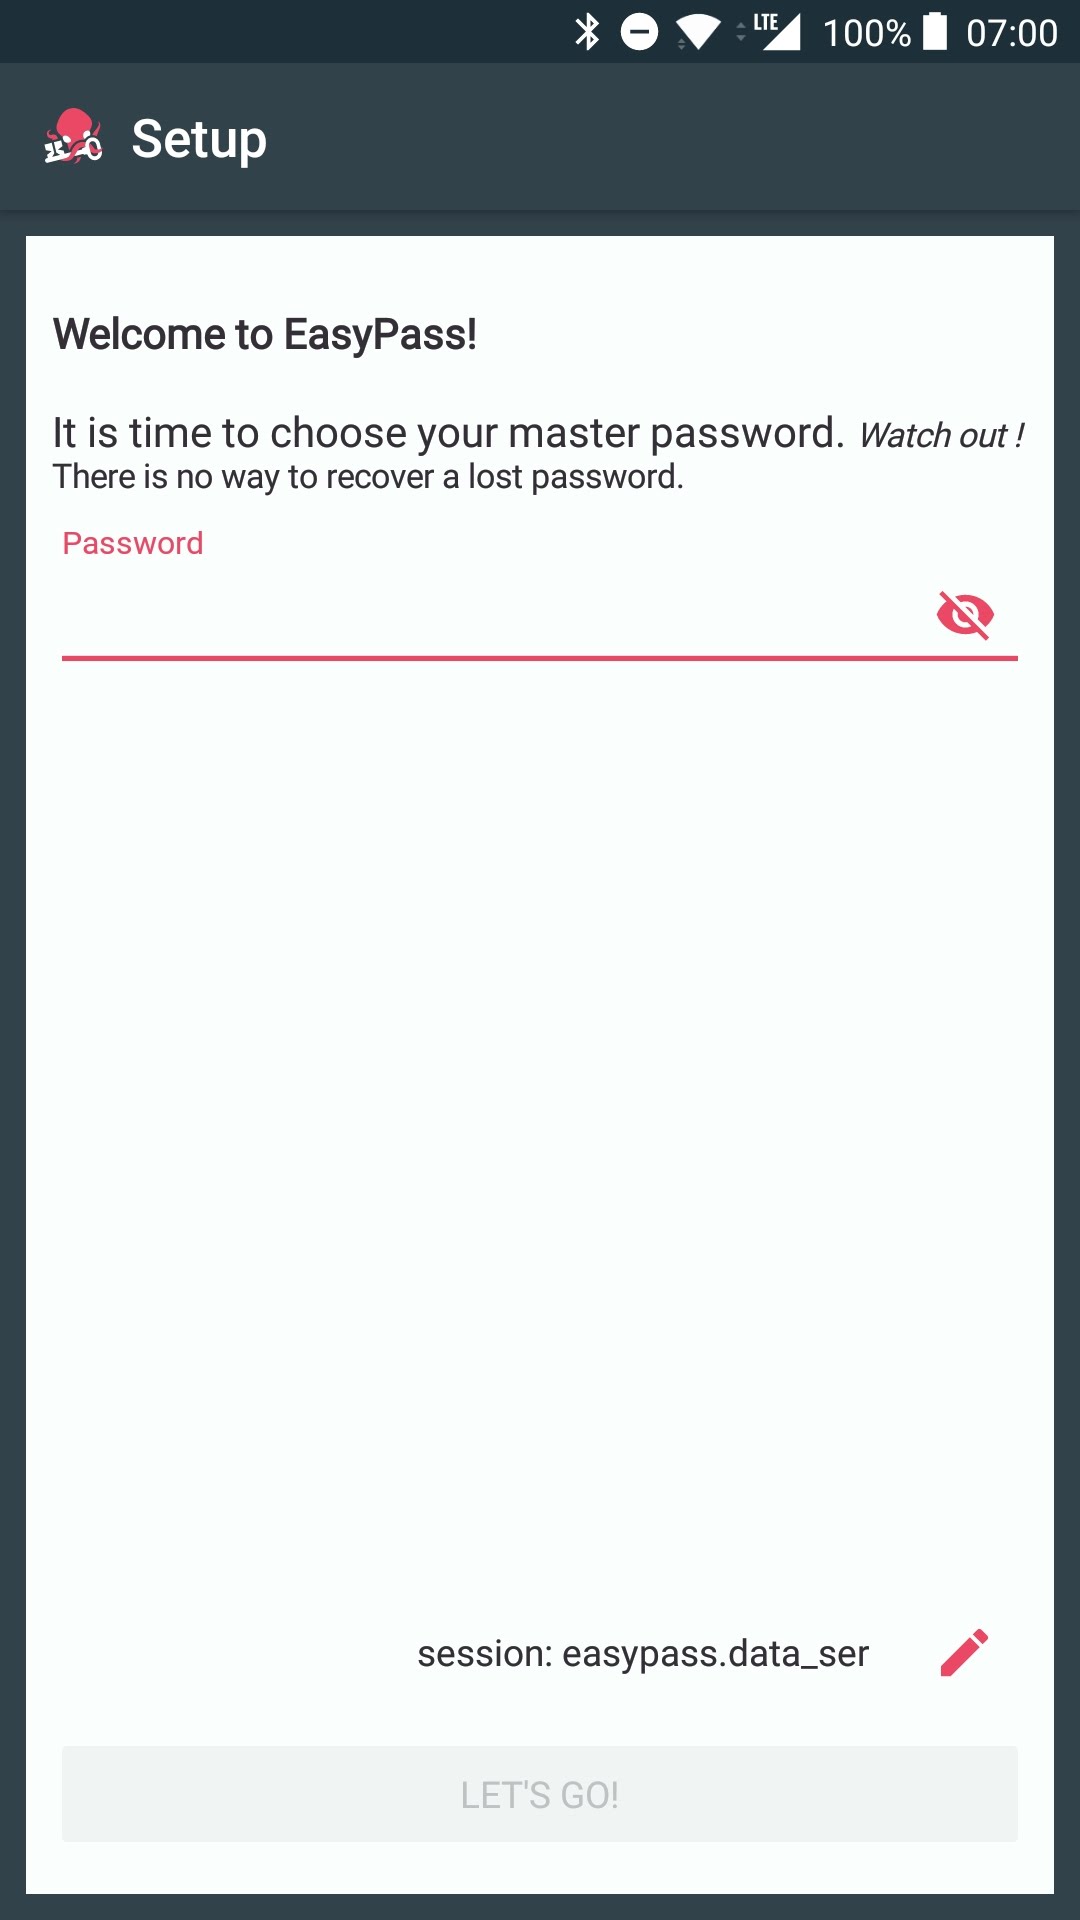 LTE 100% 07:00
Setup
Welcome to EasyPass!
It is time to choose your master password. Watch out !
There is no way to recover a lost password.
Password
session: easypass.data_ser
LET'S GO!